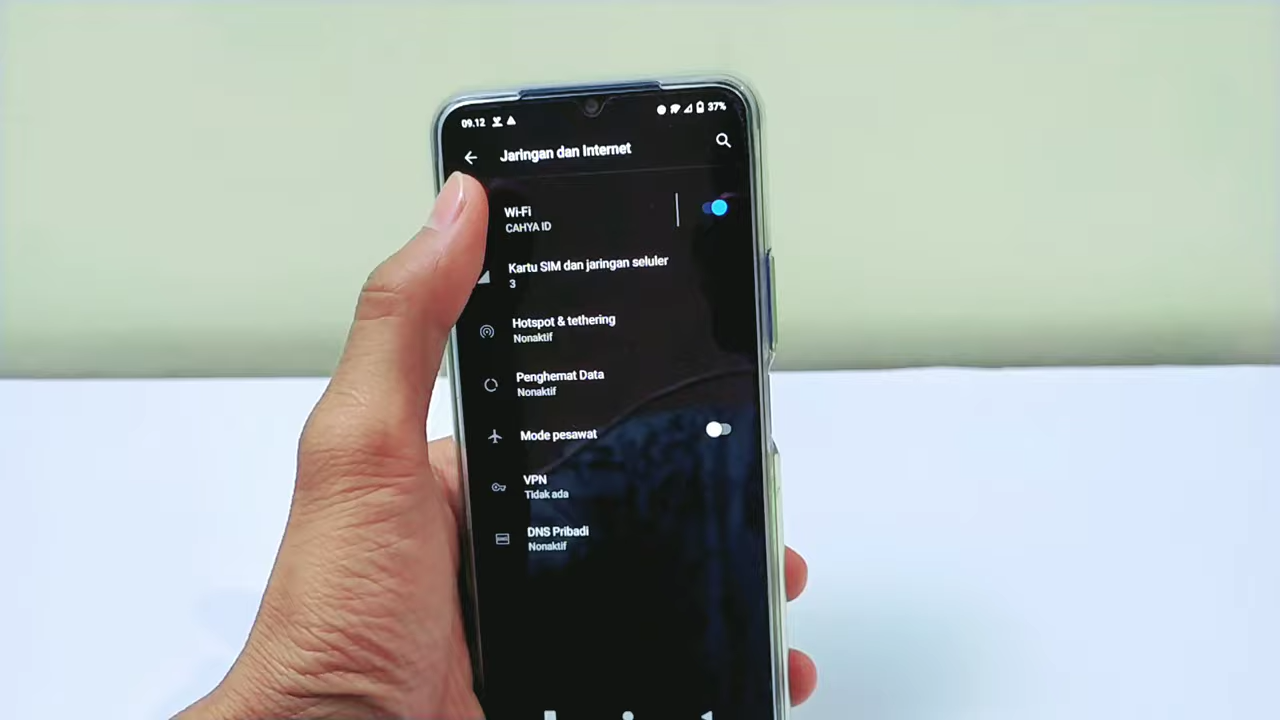 09.12
37%
Jaringan dan Internet
Wi-Fi
CAHYA ID
Kartu SIM dan jaringan seluler
3
Hotspot & tethering
Nonaktif
Penghemat Data
Nonaktif
Mode pesawat
VPN
Tidak ada
DNS Pribadi
Nonaktif